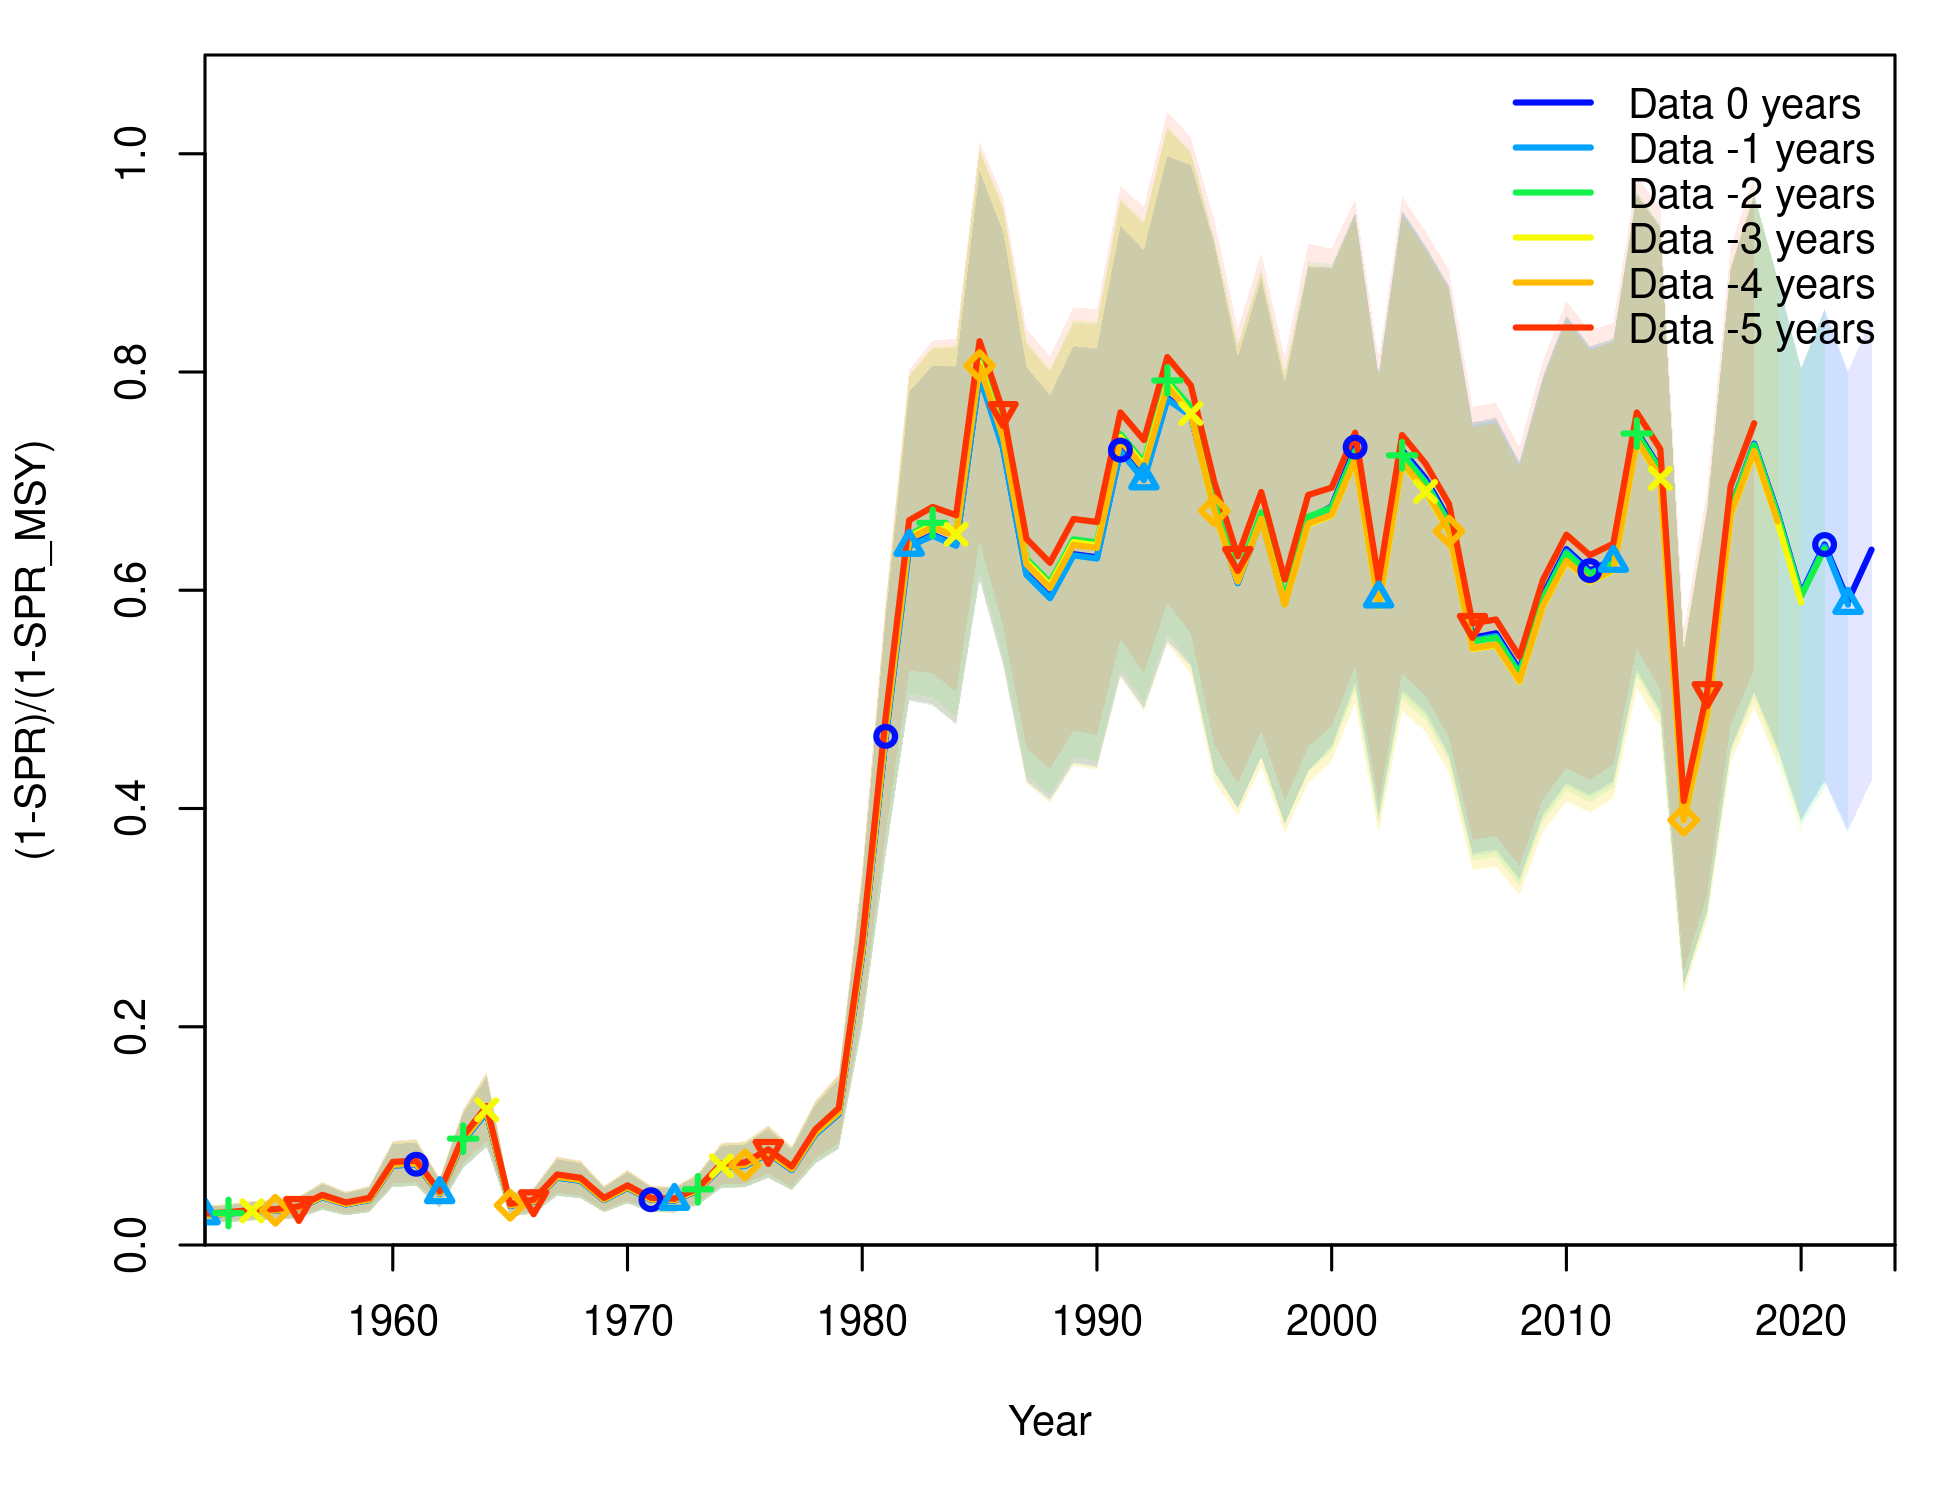 Data 0 years
Data -1 years
Data -2 years
Data -3 years
Data -4 years
Data -5 years
(1-SPR)/(1-SPR_MSY)
1.0
0.8
0.6
0.4
0.2
0.0
1960 1970 1980 1990 2000 2010 2020
Year